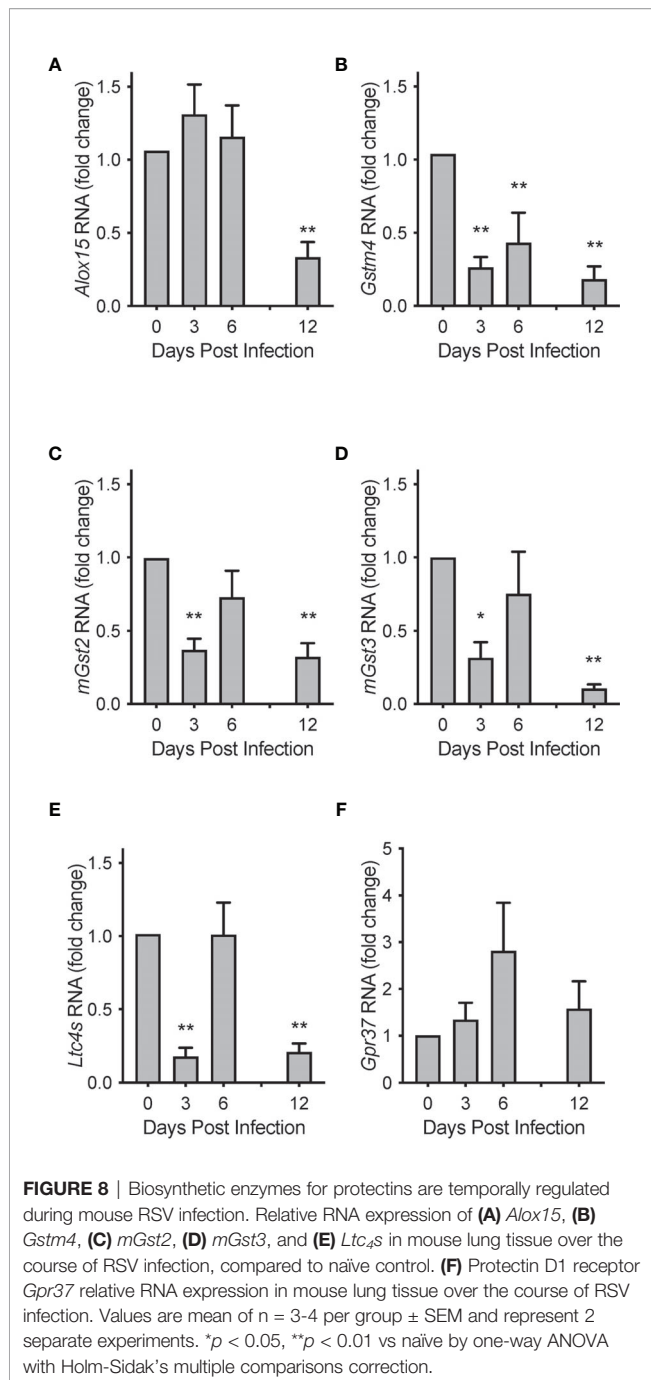 A
Alox15 RNA (fold change)
1.5
1.0
0.5
0.0
**
0 3 6 12
Days Post Infection
B
Gstm4 RNA (fold change)
1.5
1.0
0.5
0.0
** ** **
0 3 6 12
Days Post Infection
C
mGst2 RNA (fold change)
1.5
1.0
0.5
0.0
** **
0 3 6 12
Days Post Infection
D
mGst3 RNA (fold change)
1.5
1.0
0.5
0.0
* **
0 3 6 12
Days Post Infection
E
Ltc4s RNA (fold change)
1.5
1.0
0.5
0.0
** **
0 3 6 12
Days Post Infection
F
Gpr37 RNA (fold change)
5
4
3
2
1
0
0 3 6 12
Days Post Infection
FIGURE 8 | Biosynthetic enzymes for protectins are temporally regulated
during mouse RSV infection. Relative RNA expression of (A) Alox15, (B)
Gstm4, (C) mGst2, (D) mGst3, and (E) Ltc₄s in mouse lung tissue over the
course of RSV infection, compared to naïve control. (F) Protectin D1 receptor
Gpr37 relative RNA expression in mouse lung tissue over the course of RSV
infection. Values are mean of n = 3-4 per group ± SEM and represent 2
separate experiments. *p < 0.05, **p < 0.01 vs naïve by one-way ANOVA
with Holm-Sidak’s multiple comparisons correction.